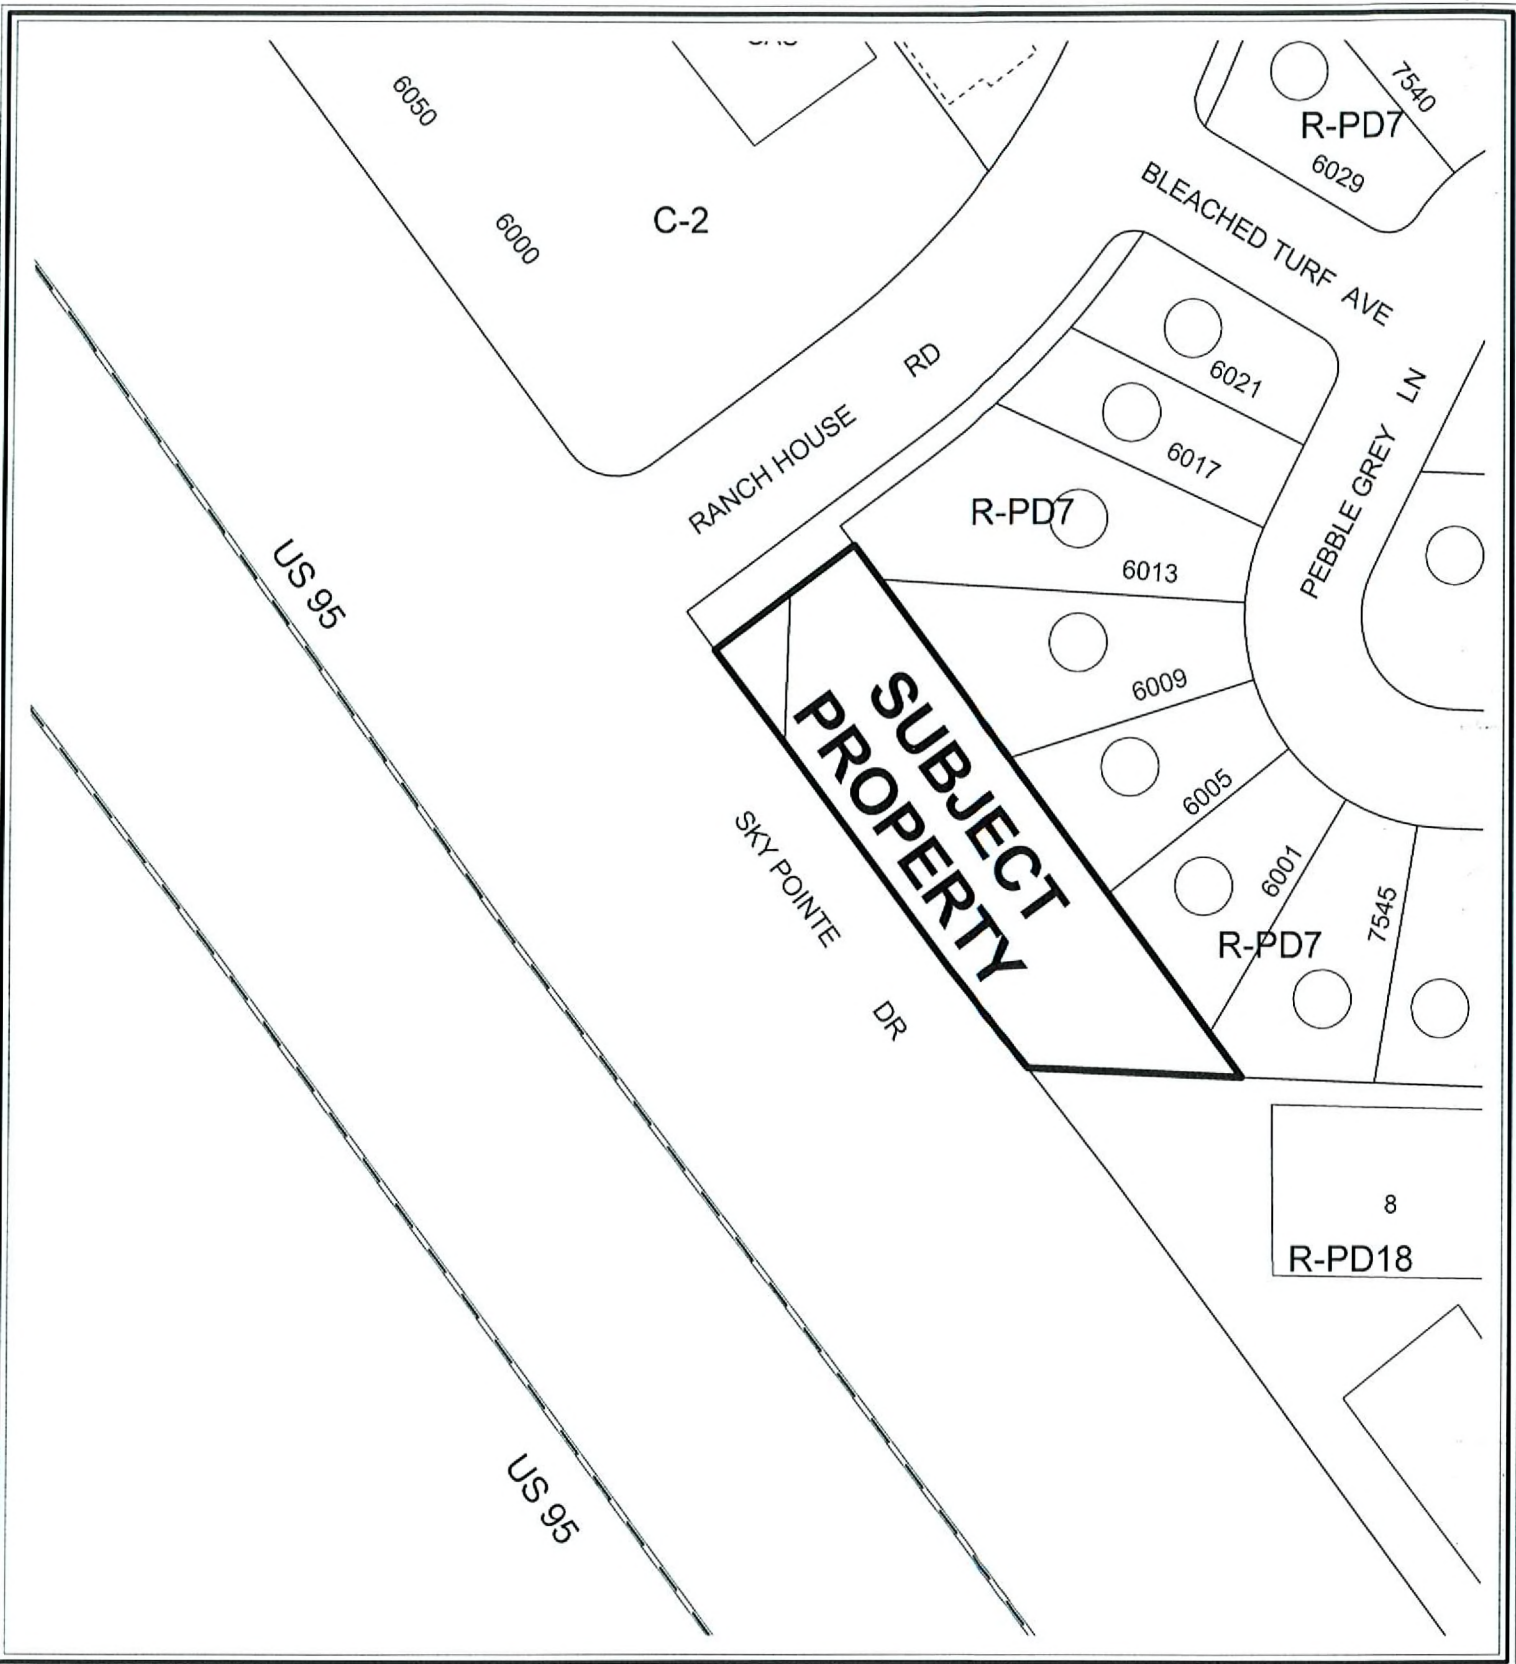 6050
7540
R-PD7
6029
BLEACHED TURF AVE
C-2
6000
6021
RANCH HOUSE RD
6017
PEBBLE GREY LN
R-PD7
6013
US 95
6009
SUBJECT
PROPERTY
6005
SKY POINTE DR
6001
7545
R-PD7
8
R-PD18
US 95